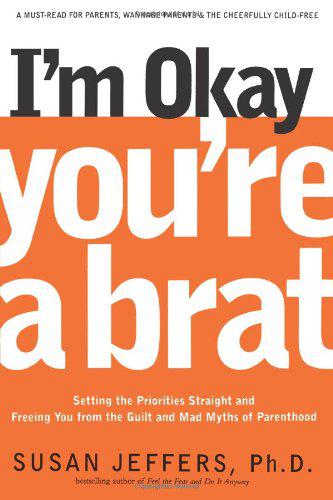 A MUST-READ FOR PARENTS, WANNABE PARENTS & THE CHEERFULLY CHILD-FREE
I'm Okay
you're
a brat
Setting the Priorities Straight and
Freeing You from the Guilt and Mad Myths of Parenthood
SUSAN JEFFERS, Ph.D.
bestselling author of Feel the Fear and Do It Anyway